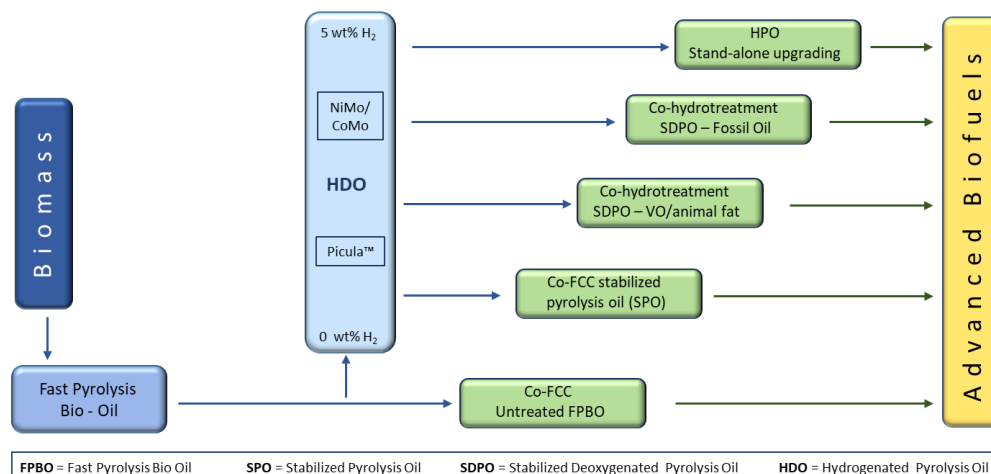 5 wt% H₂
HPO
Stand-alone upgrading
NiMo/
CoMo
Co-hydrotreatment
SDPO – Fossil Oil
HDO
Co-hydrotreatment
SDPO – VO/animal fat
Picula™
Co-FCC stabilized
pyrolysis oil (SPO)
0 wt% H₂
Biomass
Fast Pyrolysis
Bio - Oil
Co-FCC
Untreated FPBO
Advanced Biofuels
FPBO = Fast Pyrolysis Bio Oil SPO = Stabilized Pyrolysis Oil SDPO = Stabilized Deoxygenated Pyrolysis Oil HDO = Hydrogenated Pyrolysis Oil